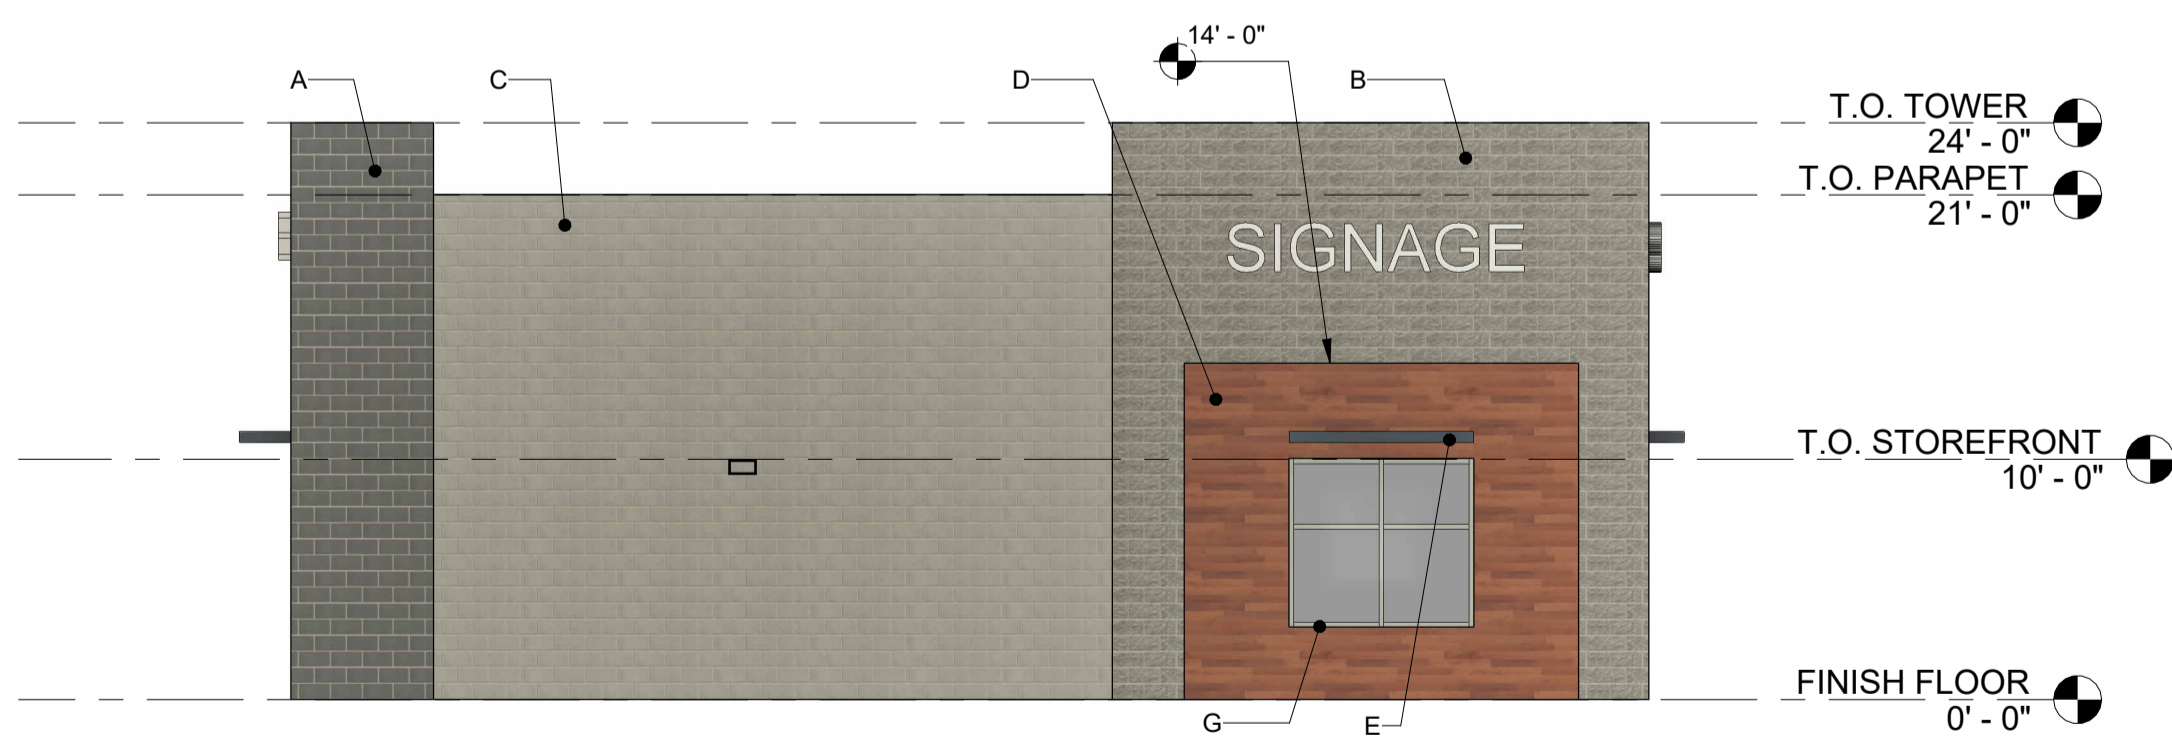 14' - 0"
A
C
D
B
T.O. TOWER
24' - 0"
T.O. PARAPET
21' - 0"
SIGNAGE
T.O. STOREFRONT
10' - 0"
FINISH FLOOR
0' - 0"
G
E